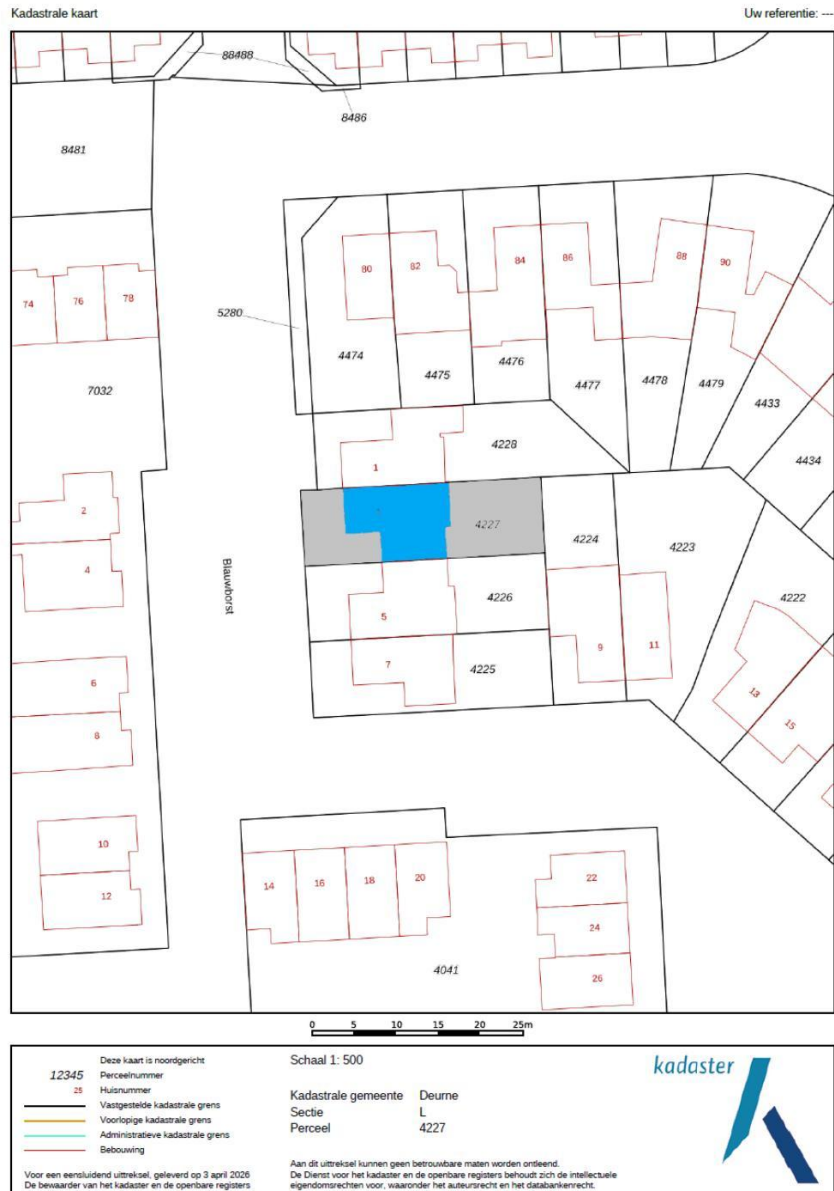 Kadastrale kaart Uw referentie: ---
88488
8486
8481
80 82 84 86 88 90
74 76 78
5280
4474 4475 4476 4477 4478 4479 4433
7032
4434
1 4228
2
4227
4224 4223
4
Blauwborst
4226
4222
5
7 4225
9 11
6
13 15
8
10
14 16 18 20
22
12
24
4041
26
0 5 10 15 20 25m
Deze kaart is noordgericht
12345 Perceelnummer
25 Huisnummer
Vastgestelde kadastrale grens
Voorlopige kadastrale grens
Administratieve kadastrale grens
Bebouwing
Voor een eensluidend uittreksel, geleverd op 3 april 2026
De bewaarder van het kadaster en de openbare registers
Schaal 1: 500
Kadastrale gemeente Deurne
Sectie L
Perceel 4227
Aan dit uittreksel kunnen geen betrouwbare maten worden ontleend.
De Dienst voor het kadaster en de openbare registers behoudt zich de intellectuele
eigendomsrechten voor, waaronder het auteursrecht en het databankenrecht.
kadaster